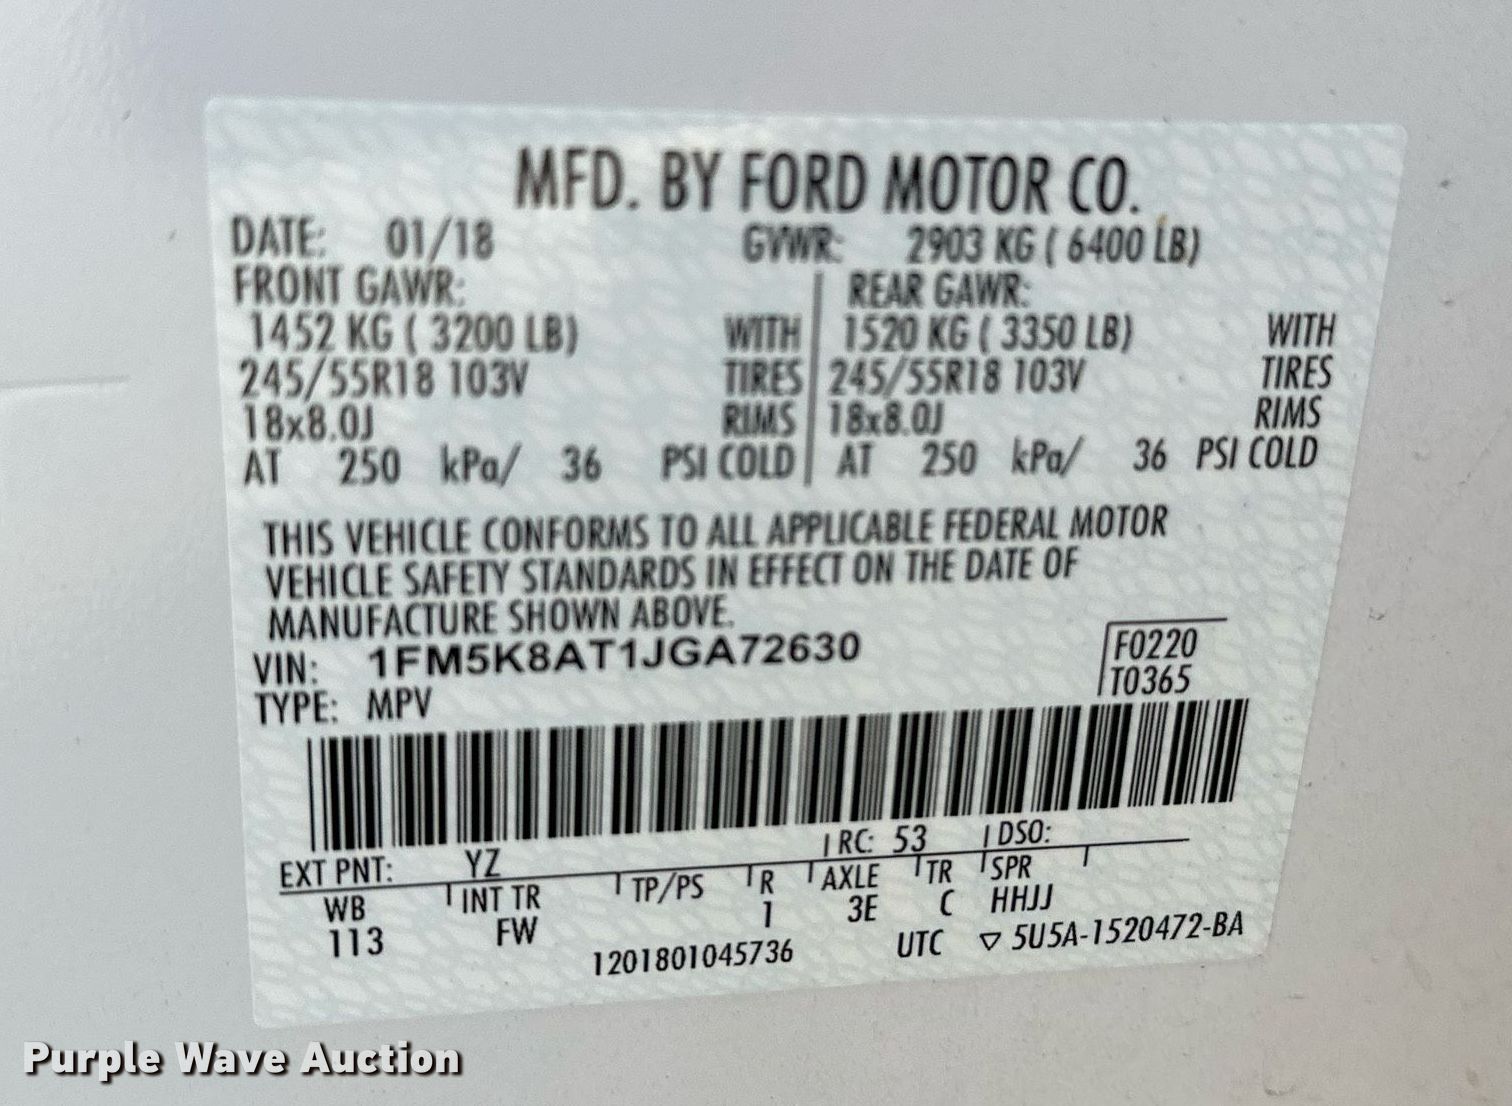 MFD. BY FORD MOTOR CO.
DATE: 01/18 GVWR: 2903 KG ( 6400 LB)
FRONT GAWR: REAR GAWR:
1452 KG ( 3200 LB) WITH 1520 KG ( 3350 LB) WITH
245/55R18 103V TIRES 245/55R18 103V TIRES
18x8.0J RIMS 18x8.0J RIMS
AT 250 kPa/ 36 PSI COLD AT 250 kPa/ 36 PSI COLD
THIS VEHICLE CONFORMS TO ALL APPLICABLE FEDERAL MOTOR
VEHICLE SAFETY STANDARDS IN EFFECT ON THE DATE OF
MANUFACTURE SHOWN ABOVE.
VIN: 1FM5K8AT1JGA72630 F0220
TYPE: MPV T0365
EXT PNT: YZ RC: 53 DSO:
WB INT TR TP/PS R AXLE TR SPR
113 FW 1 3E C HHJJ
1201801045736 UTC ▽ 5U5A-1520472-BA
Purple Wave Auction